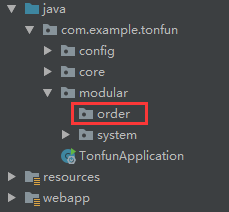 java
com.example.tonfun
config
core
modular
order
system
TonfunApplication
resources
webapp